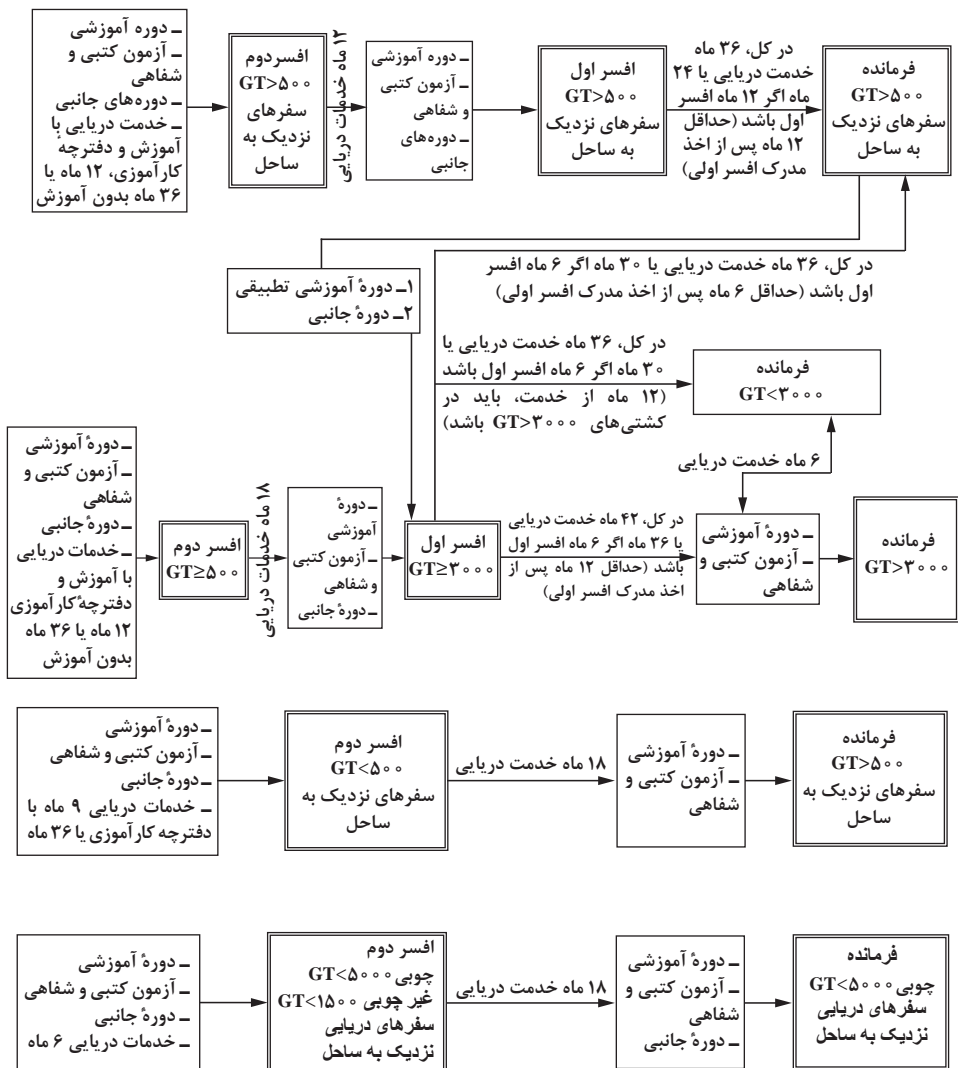 ـ دوره آموزشی
ـ آزمون کتبی و
شفاهی
ـ دوره‌های جانبی
ـ خدمت دریایی با
آموزش و دفترچهٔ
کارآموزی، ۱۲ ماه یا
۳۶ ماه بدون آموزش
افسردوم
GT>۵۰۰
سفرهای
نزدیک به
ساحل
۱۲ ماه خدمات دریایی
ـ دوره آموزشی
ـ آزمون کتبی
و شفاهی
ـ دوره‌های
جانبی
افسر اول
GT>۵۰۰
سفرهای نزدیک
به ساحل
در کل، ۳۶ ماه
خدمت دریایی یا ۲۴
ماه اگر ۱۲ ماه افسر
اول باشد (حداقل
۱۲ ماه پس از اخذ
مدرک افسر اولی)
فرمانده
GT>۵۰۰
سفرهای نزدیک
به ساحل
۱ـ دورهٔ آموزشی تطبیقی
۲ـ دورهٔ جانبی
در کل، ۳۶ ماه خدمت دریایی یا ۳۰ ماه اگر ۶ ماه افسر
اول باشد (حداقل ۶ ماه پس از اخذ مدرک افسر اولی)
در کل، ۳۶ ماه خدمت دریایی یا
۳۰ ماه اگر ۶ ماه افسر اول باشد
(۱۲ ماه از خدمت، باید در
کشتی‌های GT>۳۰۰۰ باشد)
فرمانده
GT<۳۰۰۰
۶ ماه خدمت دریایی
ـ دورهٔ آموزشی
ـ آزمون کتبی و
شفاهی
ـ دورهٔ جانبی
ـ خدمات دریایی
با آموزش و
دفترچهٔ کارآموزی
۱۲ ماه یا ۳۶ ماه
بدون آموزش
افسر دوم
GT≥۵۰۰
۱۸ ماه خدمات دریایی
ـ دورهٔ
آموزشی
ـ آزمون کتبی
و شفاهی
ـ دورهٔ جانبی
افسر اول
GT≥۳۰۰۰
در کل، ۴۲ ماه خدمت دریایی
یا ۳۶ ماه اگر ۶ ماه افسر اول
باشد (حداقل ۱۲ ماه پس از
اخذ مدرک افسر اولی)
ـ دورهٔ آموزشی
ـ آزمون کتبی و
شفاهی
فرمانده
GT>۳۰۰۰
ـ دورهٔ آموزشی
ـ آزمون کتبی و شفاهی
ـ دورهٔ جانبی
ـ خدمات دریایی ۹ ماه با
دفترچه کارآموزی یا ۳۶ ماه
افسر دوم
GT<۵۰۰
سفرهای نزدیک به
ساحل
۱۸ ماه خدمت دریایی
ـ دورهٔ آموزشی
ـ آزمون کتبی و
شفاهی
فرمانده
GT>۵۰۰
سفرهای نزدیک به
ساحل
ـ دورهٔ آموزشی
ـ آزمون کتبی و شفاهی
ـ دورهٔ جانبی
ـ خدمات دریایی ۶ ماه
افسر دوم
چوبی GT<۵۰۰۰
غیر چوبی GT<۱۵۰۰
سفرهای دریایی
نزدیک به ساحل
۱۸ ماه خدمت دریایی
ـ دورهٔ آموزشی
ـ آزمون کتبی و
شفاهی
ـ دورهٔ جانبی
فرمانده
چوبی GT<۵۰۰۰
سفرهای دریایی
نزدیک به ساحل